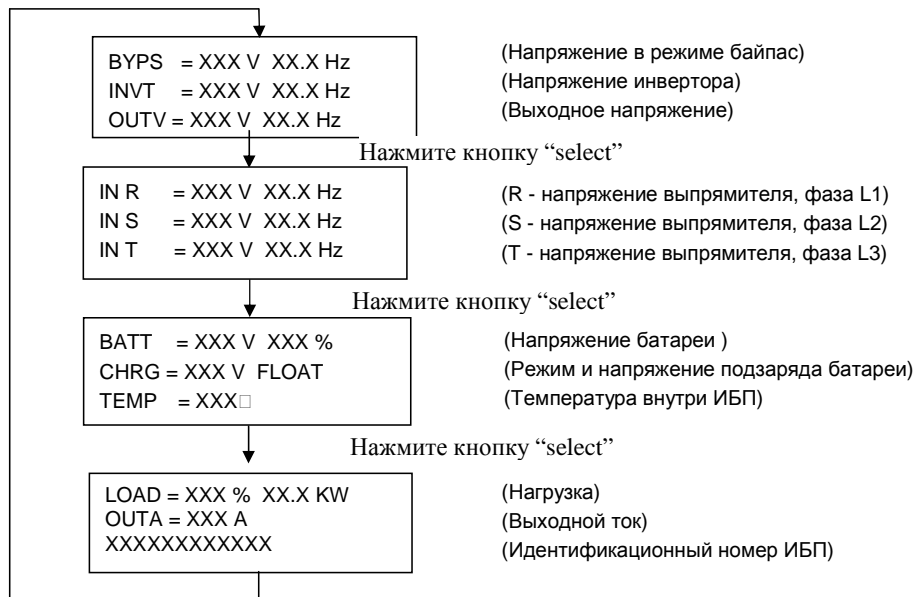 BYPS = XXX V XX.X Hz (Напряжение в режиме байпас)
INVT = XXX V XX.X Hz (Напряжение инвертора)
OUTV = XXX V XX.X Hz (Выходное напряжение)
Нажмите кнопку “select”
IN R = XXX V XX.X Hz (R - напряжение выпрямителя, фаза L1)
IN S = XXX V XX.X Hz (S - напряжение выпрямителя, фаза L2)
IN T = XXX V XX.X Hz (T - напряжение выпрямителя, фаза L3)
Нажмите кнопку “select”
BATT = XXX V XXX % (Напряжение батареи )
CHRG = XXX V FLOAT (Режим и напряжение подзаряда батареи)
TEMP = XXX□ (Температура внутри ИБП)
Нажмите кнопку “select”
LOAD = XXX % XX.X KW (Нагрузка)
OUTA = XXX A (Выходной ток)
XXXXXXXXXXXX (Идентификационный номер ИБП)